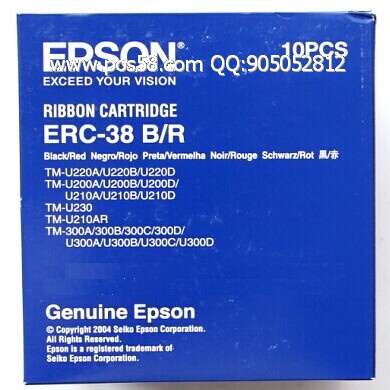 EPSON® 10PCS
www.pos58.com QQ:905052812
EXCEED YOUR VISION
RIBBON CARTRIDGE
ERC-38 B/R
Black/Red Negro/Rojo Preta/Vermelha Noir/Rouge Schwarz/Rot 黒/赤
TM-U220A/U220B/U220D
TM-U200A/U200B/U200D/
U210A/U210B/U210D
TM-U230
TM-U210AR
TM-300A/300B/300C/300D/
U300A/U300B/U300C/U300D
Genuine Epson
© Copyright 2004 Seiko Epson Corporation.
All Rights Reserved.
Epson is a registered trademark of
Seiko Epson Corporation.